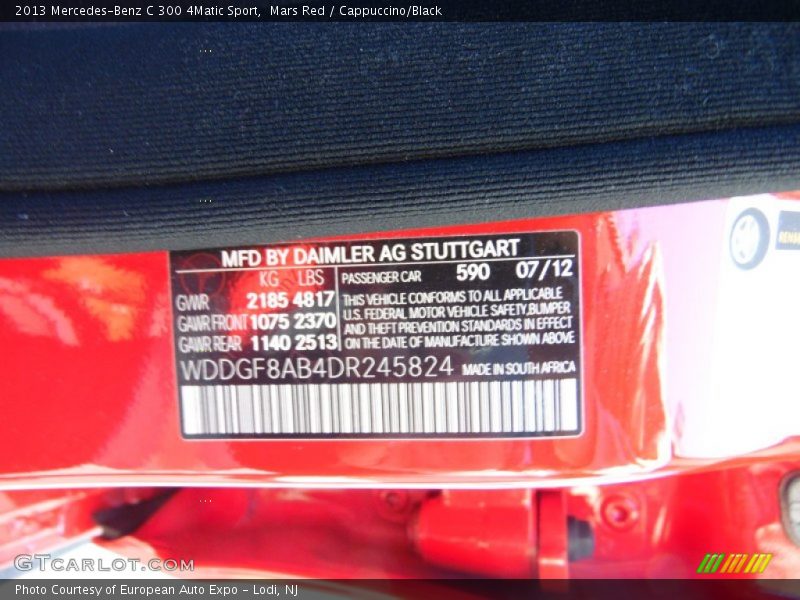 2013 Mercedes-Benz C 300 4Matic Sport,  Mars Red / Cappuccino/Black
MFD BY DAIMLER AG STUTTGART
KG LBS
GVWR 2185 4817
GAWR FRONT 1075 2370
GAWR REAR 1140 2513
PASSENGER CAR 590 07/12
THIS VEHICLE CONFORMS TO ALL APPLICABLE
U.S. FEDERAL MOTOR VEHICLE SAFETY, BUMPER
AND THEFT PREVENTION STANDARDS IN EFFECT
ON THE DATE OF MANUFACTURE SHOWN ABOVE
WDDGF8AB4DR245824 MADE IN SOUTH AFRICA
GTCARLOT.COM
Photo Courtesy of European Auto Expo - Lodi, NJ